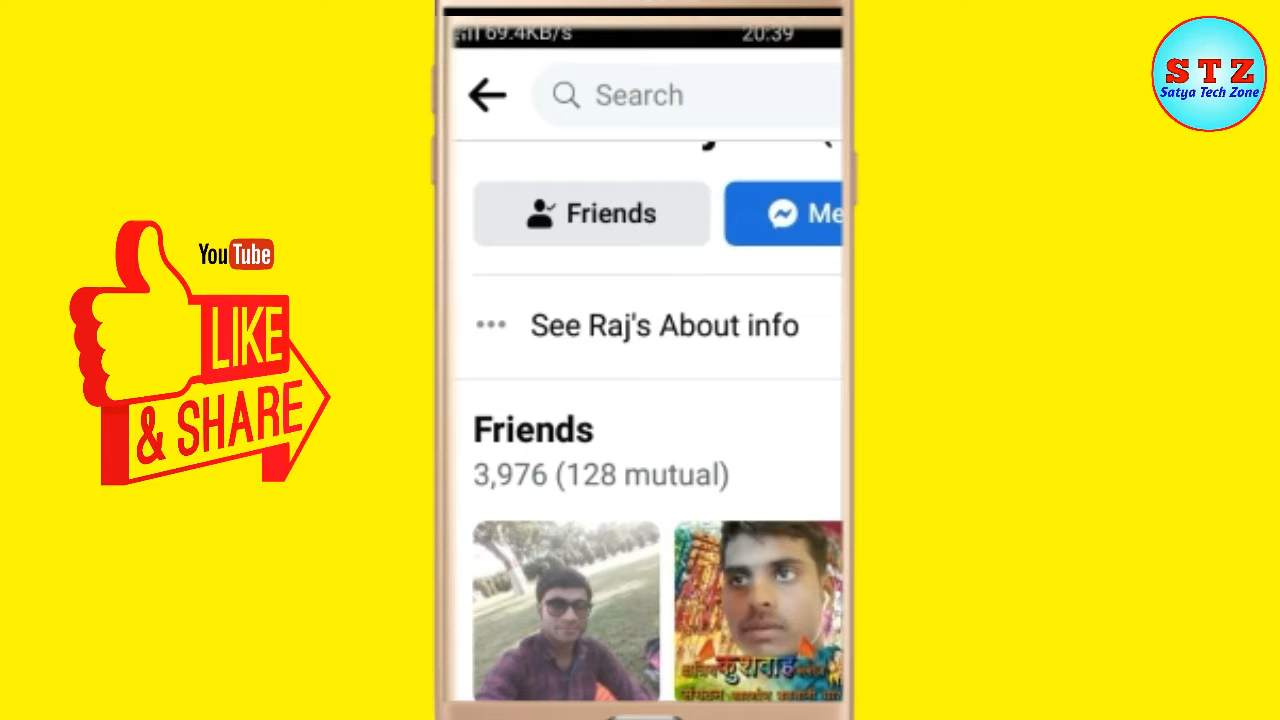 69.4KB/s 20:39
Search
Friends
Me
See Raj's About info
Friends
3,976 (128 mutual)
YouTube
LIKE
& SHARE
STZ
Satya Tech Zone
कुशवाह